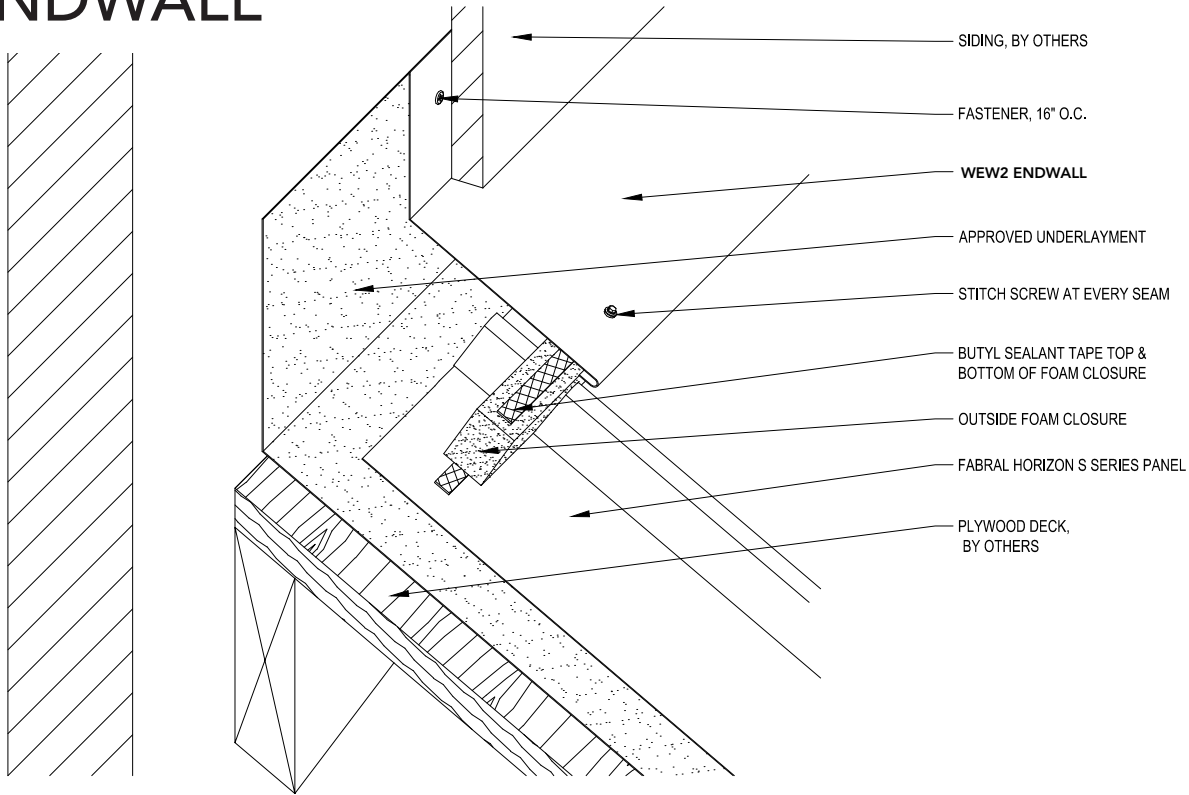 NDWALL
SIDING, BY OTHERS
FASTENER, 16" O.C.
WEW2 ENDWALL
APPROVED UNDERLAYMENT
STITCH SCREW AT EVERY SEAM
BUTYL SEALANT TAPE TOP &
BOTTOM OF FOAM CLOSURE
OUTSIDE FOAM CLOSURE
FABRAL HORIZON S SERIES PANEL
PLYWOOD DECK,
BY OTHERS